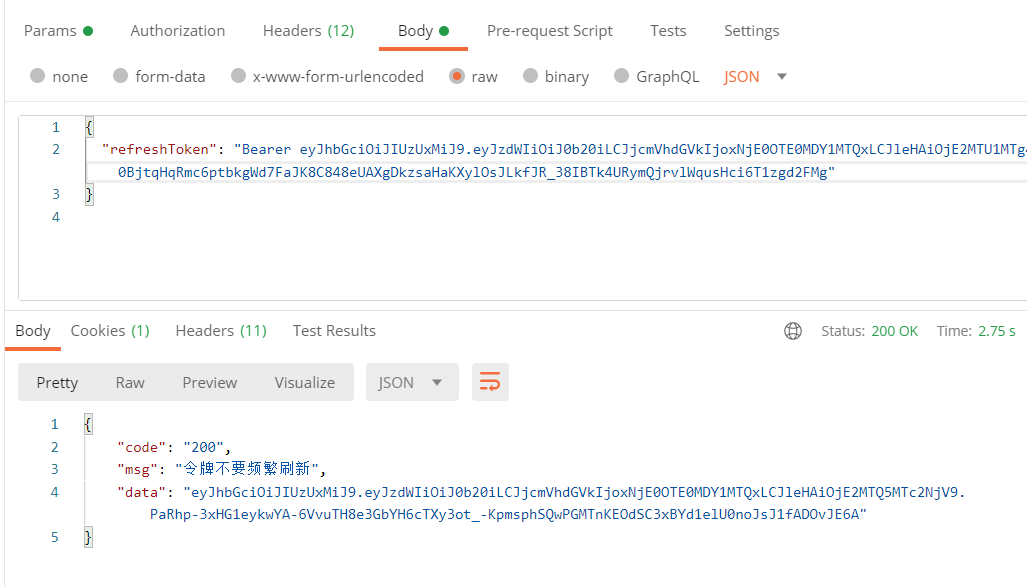 Params Authorization Headers (12) Body Pre-request Script Tests Settings
none form-data x-www-form-urlencoded raw binary GraphQL JSON
1 {
2 "refreshToken": "Bearer eyJhbGciOiJIUzUxMiJ9.eyJzdWIiOiJ0b20iLCJjcmVhdGVkIjoxNjE0OTE0MDY1MTQxLCJleHAiOjE2MTU1MTg4
0BjtqHqRmc6ptbkgWd7FaJK8C848eUAXgDkzsaHaKXylOsJLkfJR_38IBTk4URymQjrvlWqusHci6T1zgd2FMg"
3 }
4
Body Cookies (1) Headers (11) Test Results Status: 200 OK Time: 2.75 s
Pretty Raw Preview Visualize JSON
1 {
2 "code": "200",
3 "msg": "令牌不要频繁刷新",
4 "data": "eyJhbGciOiJIUzUxMiJ9.eyJzdWIiOiJ0b20iLCJjcmVhdGVkIjoxNjE0OTE0MDY1MTQxLCJleHAiOjE2MTQ5MTc2NjV9.
PaRhp-3xHG1eykwYA-6VvuTH8e3GbYH6cTXy3ot_-KpmsphSQwPGMTnKEOdSC3xBYd1elU0noJsJ1fADOvJE6A"
5 }